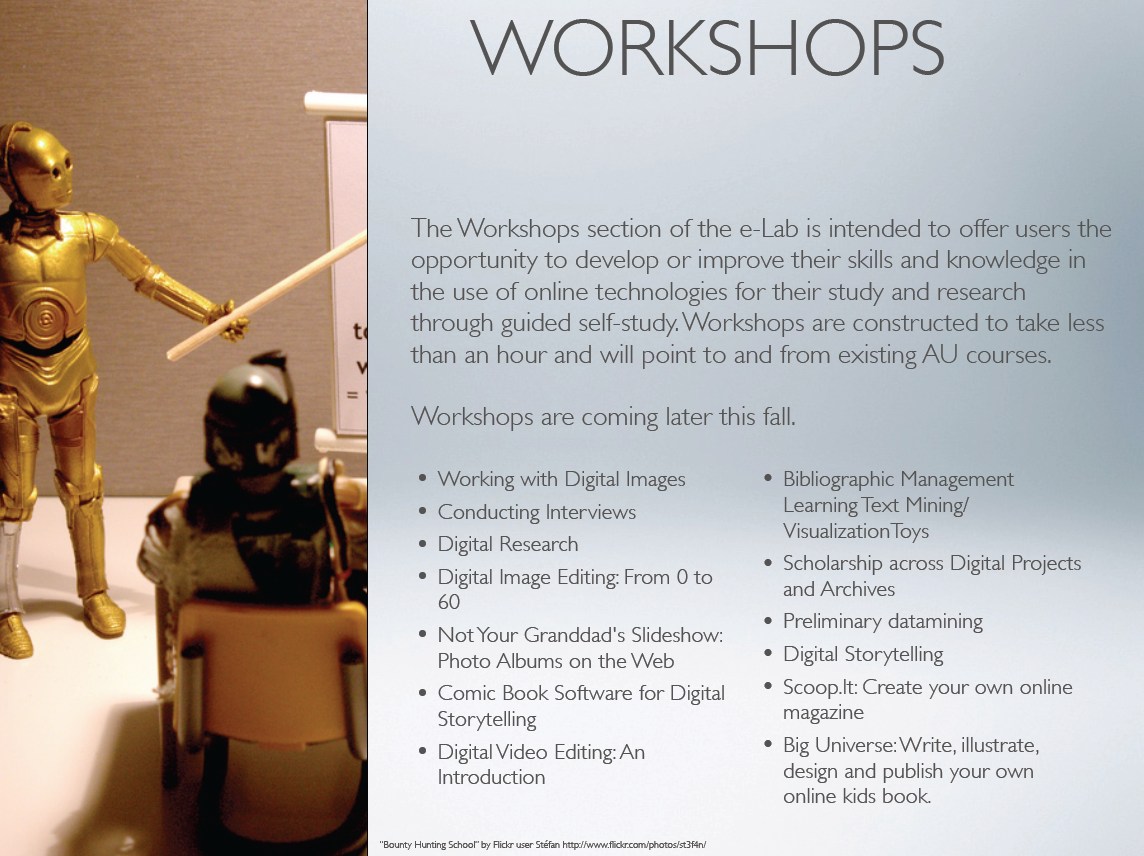 WORKSHOPS
The Workshops section of the e-Lab is intended to offer users the
opportunity to develop or improve their skills and knowledge in
the use of online technologies for their study and research
through guided self-study. Workshops are constructed to take less
than an hour and will point to and from existing AU courses.
Workshops are coming later this fall.
• Working with Digital Images
• Conducting Interviews
• Digital Research
• Digital Image Editing: From 0 to
60
• Not Your Granddad's Slideshow:
Photo Albums on the Web
• Comic Book Software for Digital
Storytelling
• Digital Video Editing: An
Introduction
• Bibliographic Management
Learning Text Mining/
VisualizationToys
• Scholarship across Digital Projects
and Archives
• Preliminary datamining
• Digital Storytelling
• Scoop.It: Create your own online
magazine
• Big Universe: Write, illustrate,
design and publish your own
online kids book.
"Bounty Hunting School" by Flickr user Stéfan http://www.flickr.com/photos/st3f4n/